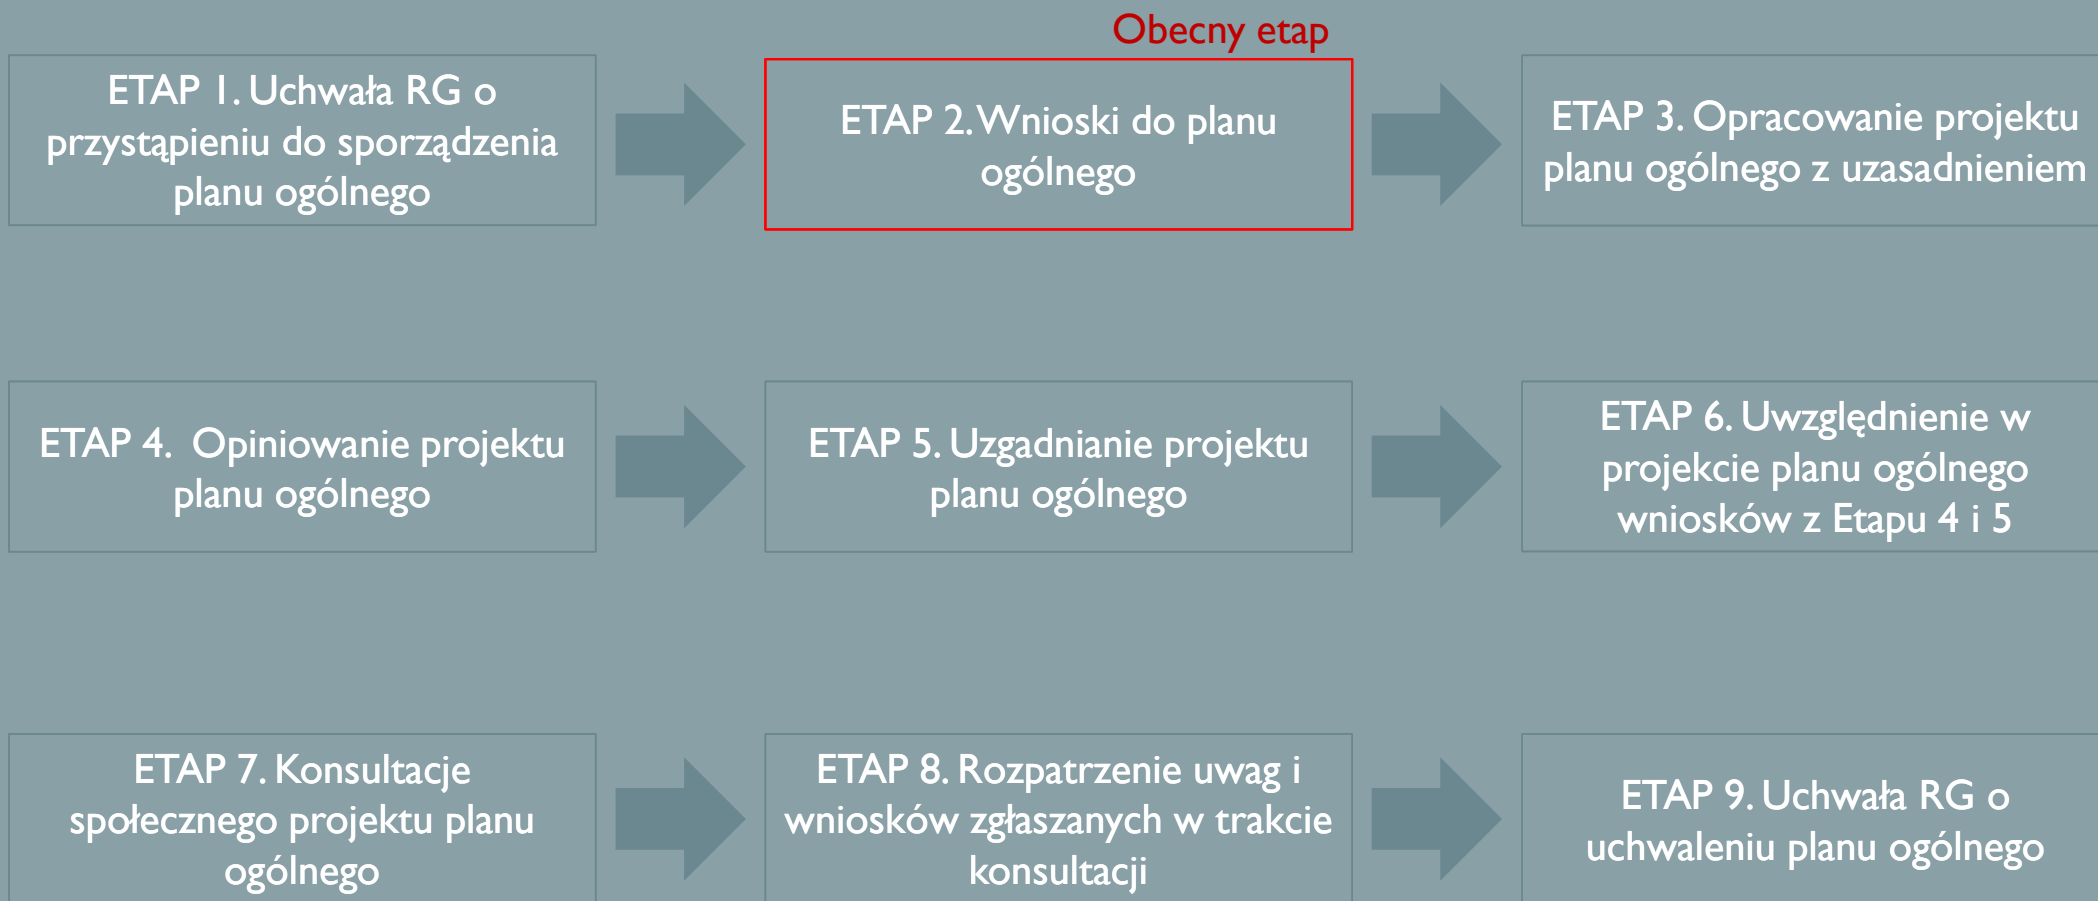 Obecny etap
ETAP 1. Uchwała RG o
przystąpieniu do sporządzenia
planu ogólnego
ETAP 2. Wnioski do planu
ogólnego
ETAP 3. Opracowanie projektu
planu ogólnego z uzasadnieniem
ETAP 4.  Opiniowanie projektu
planu ogólnego
ETAP 5. Uzgadnianie projektu
planu ogólnego
ETAP 6. Uwzględnienie w
projekcie planu ogólnego
wniosków z Etapu 4 i 5
ETAP 7. Konsultacje
społecznego projektu planu
ogólnego
ETAP 8. Rozpatrzenie uwag i
wniosków zgłaszanych w trakcie
konsultacji
ETAP 9. Uchwała RG o
uchwaleniu planu ogólnego